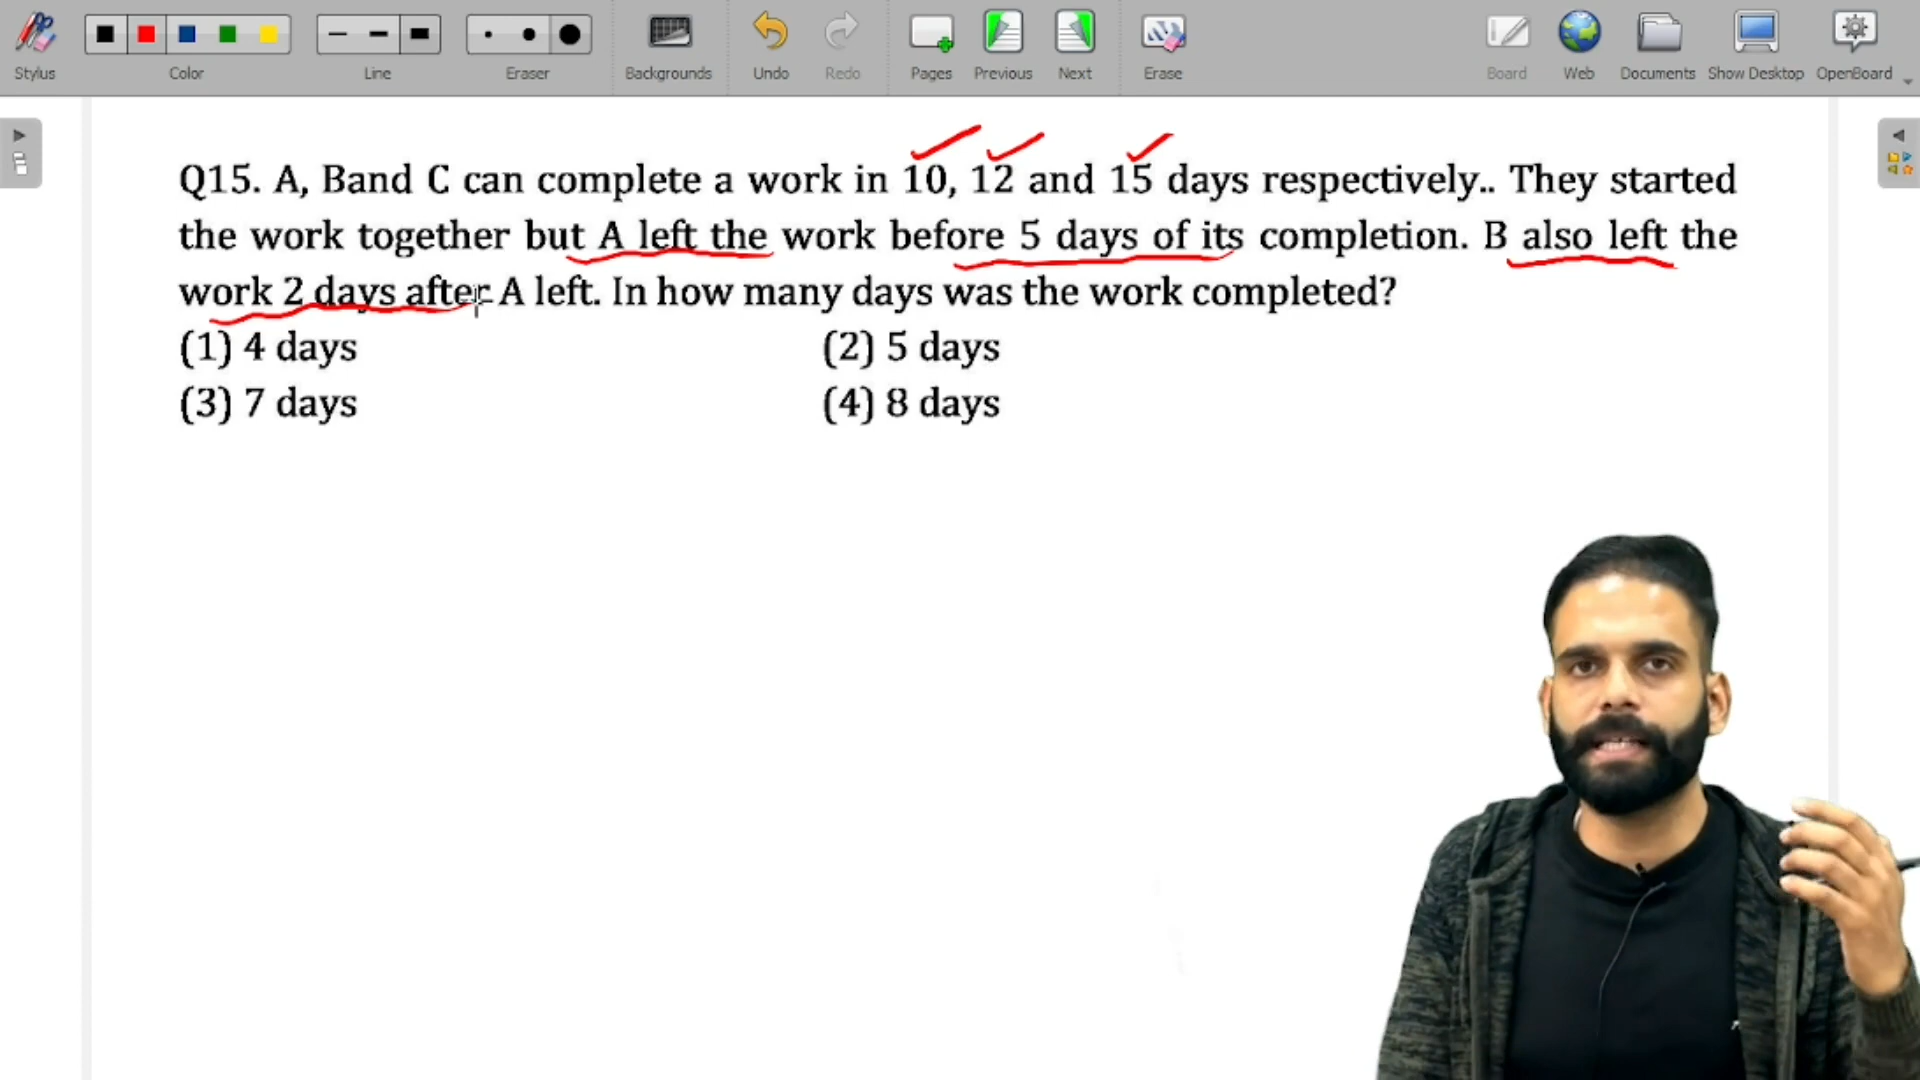 Stylus
Color
Line
Eraser
Backgrounds
Undo
Redo
Pages
Previous
Next
Erase
Board
Web
Documents
Show Desktop
OpenBoard
Q15. A, Band C can complete a work in 10, 12 and 15 days respectively.. They started
the work together but A left the work before 5 days of its completion. B also left the
work 2 days after A left. In how many days was the work completed?
(1) 4 days
(2) 5 days
(3) 7 days
(4) 8 days